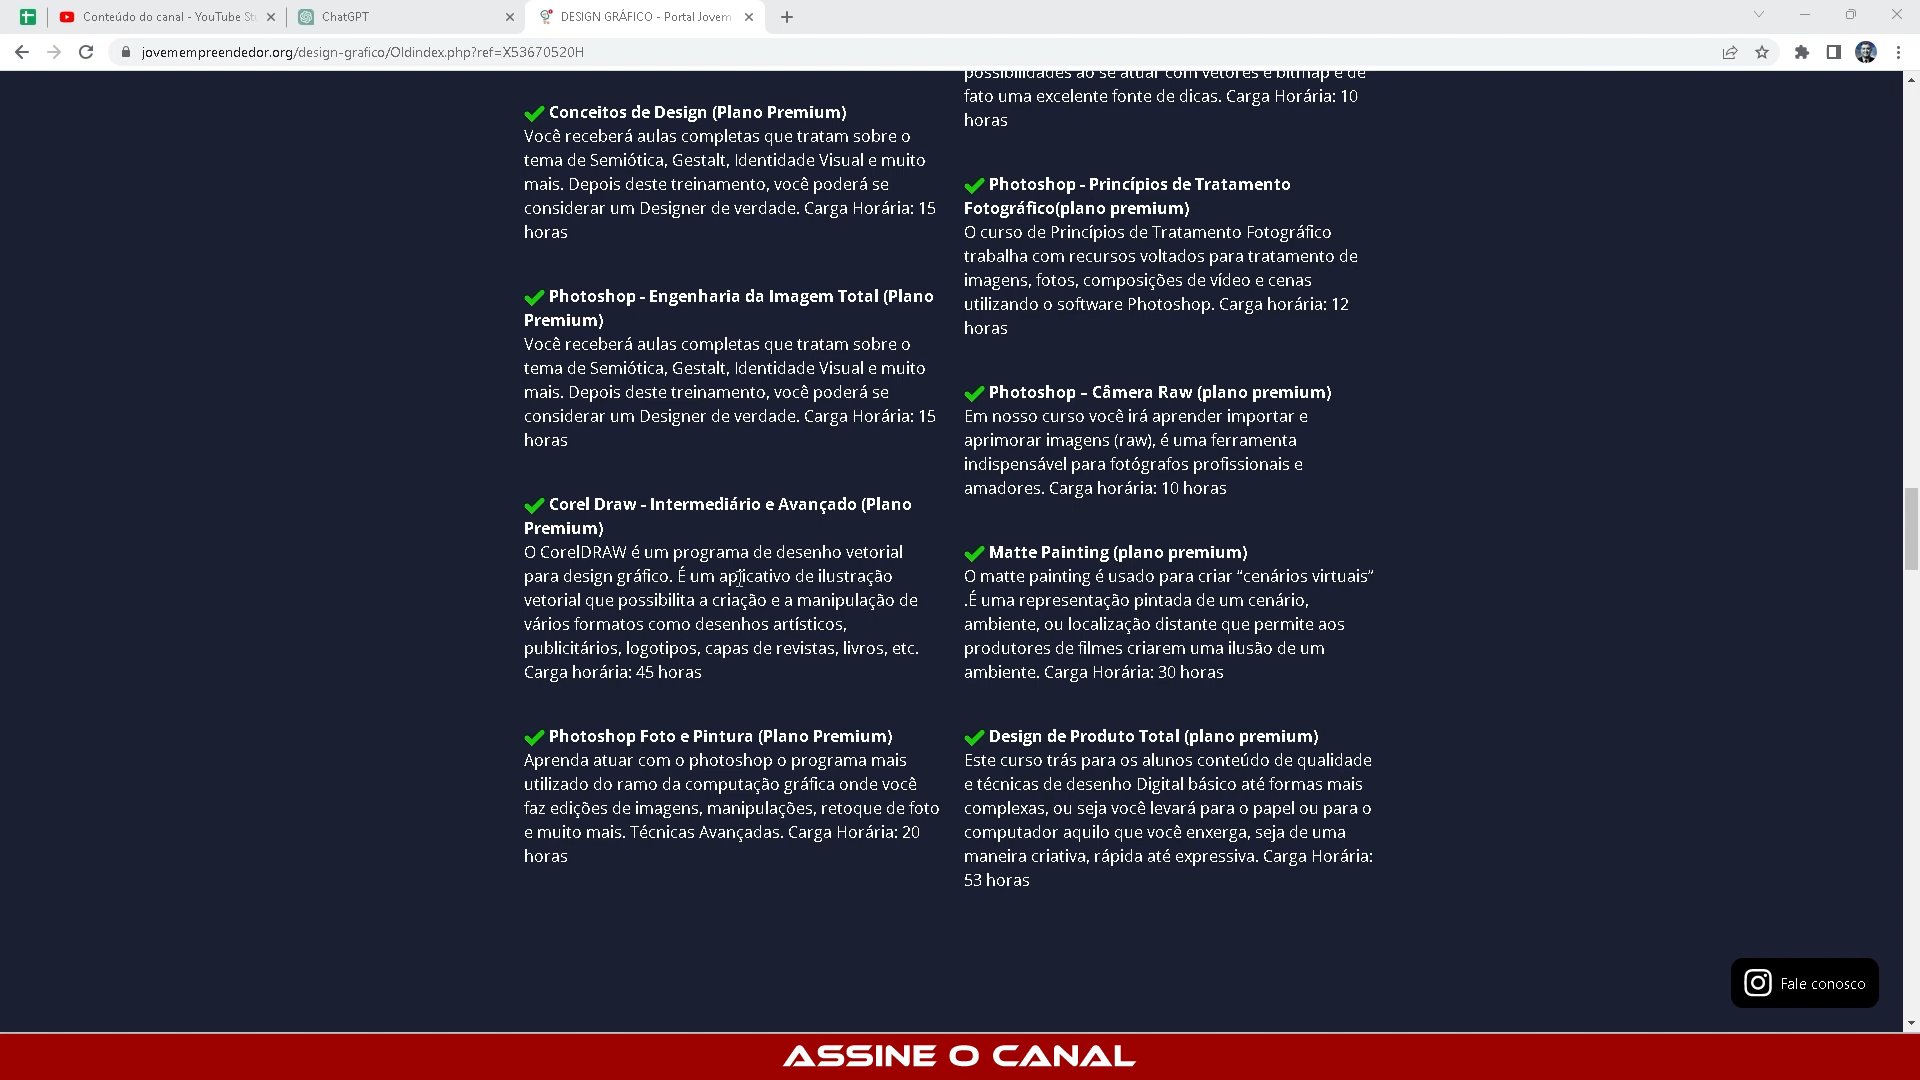 Conteúdo do canal - YouTube St
ChatGPT
DESIGN GRÁFICO - Portal Jovem
jovemempreendedor.org/design-grafico/Oldindex.php?ref=X53670520H
Conceitos de Design (Plano Premium)
Você receberá aulas completas que tratam sobre o
tema de Semiótica, Gestalt, Identidade Visual e muito
mais. Depois deste treinamento, você poderá se
considerar um Designer de verdade. Carga Horária: 15
horas
Photoshop - Engenharia da Imagem Total (Plano
Premium)
Você receberá aulas completas que tratam sobre o
tema de Semiótica, Gestalt, Identidade Visual e muito
mais. Depois deste treinamento, você poderá se
considerar um Designer de verdade. Carga Horária: 15
horas
Corel Draw - Intermediário e Avançado (Plano
Premium)
O CorelDRAW é um programa de desenho vetorial
para design gráfico. É um aplicativo de ilustração
vetorial que possibilita a criação e a manipulação de
vários formatos como desenhos artísticos,
publicitários, logotipos, capas de revistas, livros, etc.
Carga horária: 45 horas
Photoshop Foto e Pintura (Plano Premium)
Aprenda atuar com o photoshop o programa mais
utilizado do ramo da computação gráfica onde você
faz edições de imagens, manipulações, retoque de foto
e muito mais. Técnicas Avançadas. Carga Horária: 20
horas
possibilidades ao se atuar com vetores e bitmap é de
fato uma excelente fonte de dicas. Carga Horária: 10
horas
Photoshop - Princípios de Tratamento
Fotográfico(plano premium)
O curso de Princípios de Tratamento Fotográfico
trabalha com recursos voltados para tratamento de
imagens, fotos, composições de vídeo e cenas
utilizando o software Photoshop. Carga horária: 12
horas
Photoshop – Câmera Raw (plano premium)
Em nosso curso você irá aprender importar e
aprimorar imagens (raw), é uma ferramenta
indispensável para fotógrafos profissionais e
amadores. Carga horária: 10 horas
Matte Painting (plano premium)
O matte painting é usado para criar “cenários virtuais”
.É uma representação pintada de um cenário,
ambiente, ou localização distante que permite aos
produtores de filmes criarem uma ilusão de um
ambiente. Carga Horária: 30 horas
Design de Produto Total (plano premium)
Este curso trás para os alunos conteúdo de qualidade
e técnicas de desenho Digital básico até formas mais
complexas, ou seja você levará para o papel ou para o
computador aquilo que você enxerga, seja de uma
maneira criativa, rápida até expressiva. Carga Horária:
53 horas
Fale conosco
ASSINE O CANAL